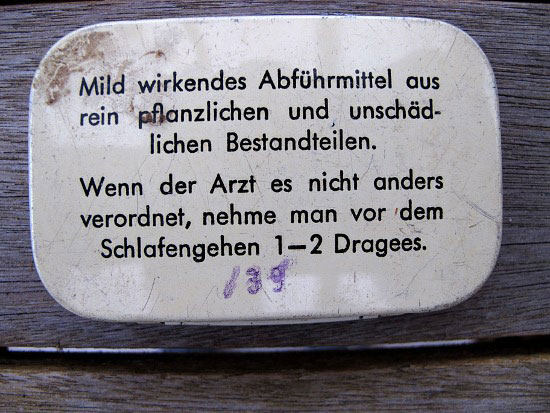 Mild wirkendes Abführmittel aus
rein pflanzlichen und unschäd-
lichen Bestandteilen.
Wenn der Arzt es nicht anders
verordnet, nehme man vor dem
Schlafengehen 1–2 Dragees.
139